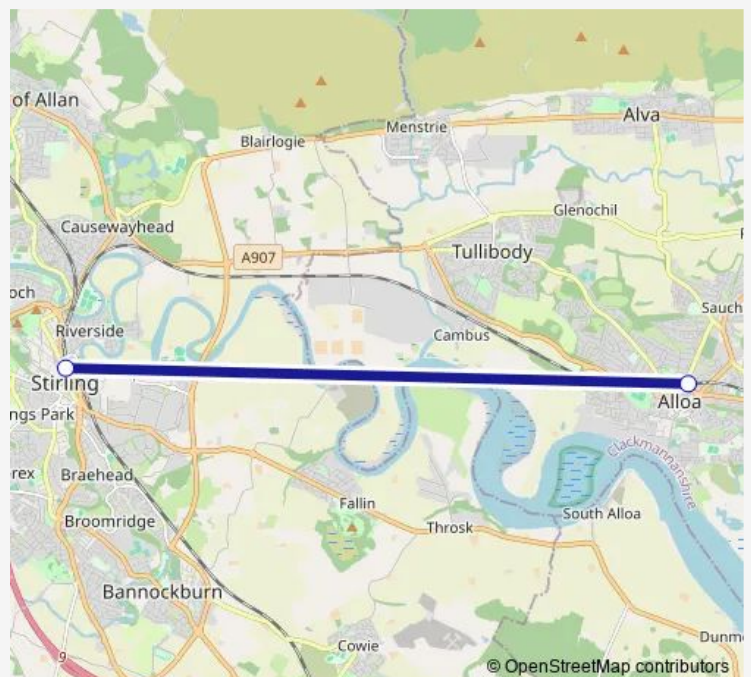 of Allan
Alva
Menstrie
Blairlogie
Glenochil
Causewayhead
Tullibody
A907
och
Sauch
Riverside
Cambus
Stirling
Alloa
ngs Park
Clackmannanshire
rex
Braehead
Fallin
South Alloa
Broomridge
Throsk
Bannockburn
Dunmo
Cowie
9
© OpenStreetMap contributors